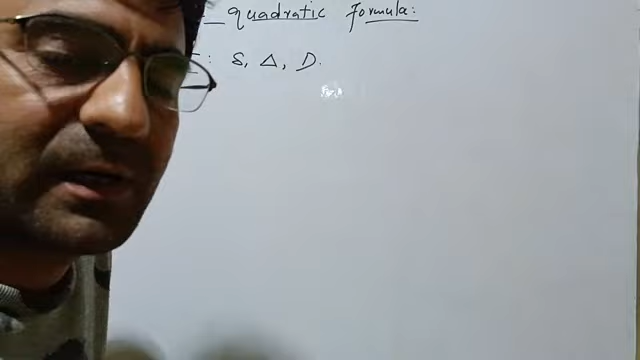 quadratic Formula:
: δ, Δ, D.